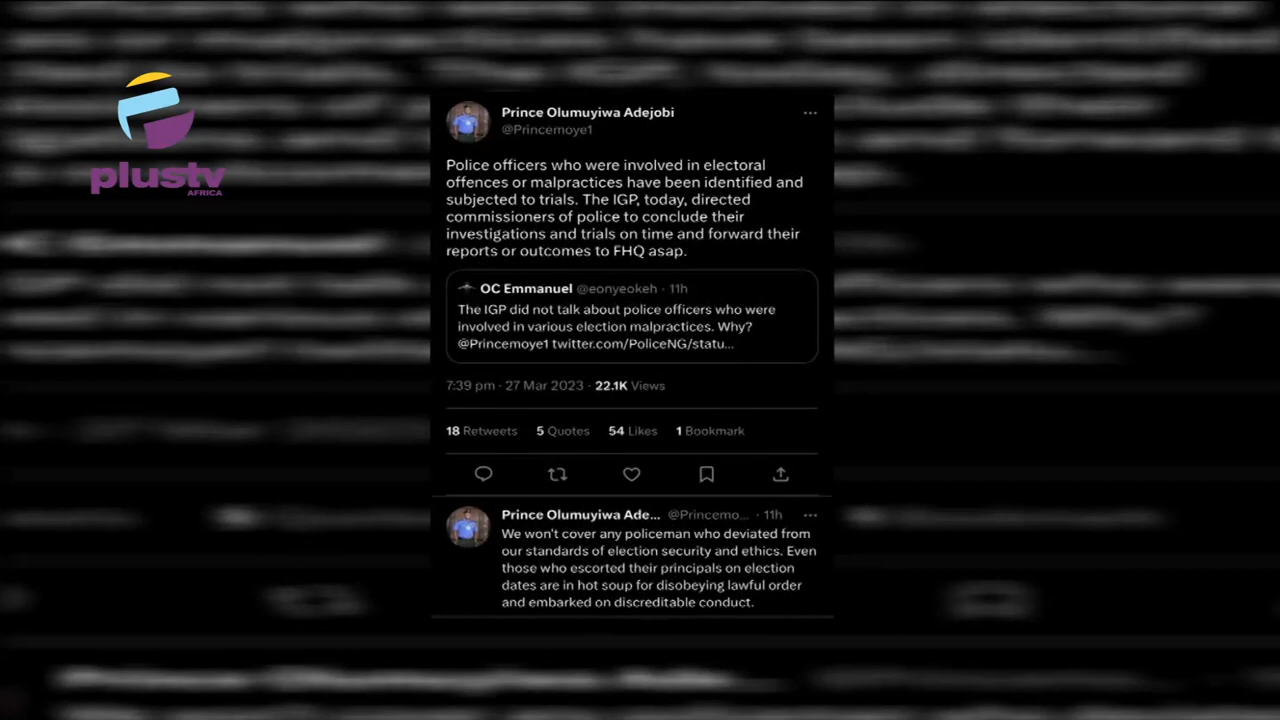 plustv
AFRICA
Prince Olumuyiwa Adejobi
@Princemoye1
Police officers who were involved in electoral
offences or malpractices have been identified and
subjected to trials. The IGP, today, directed
commissioners of police to conclude their
investigations and trials on time and forward their
reports or outcomes to FHQ asap.
OC Emmanuel @eonyeokeh · 11h
The IGP did not talk about police officers who were
involved in various election malpractices. Why?
@Princemoye1 twitter.com/PoliceNG/statu...
7:39 pm · 27 Mar 2023 · 22.1K Views
18 Retweets 5 Quotes 54 Likes 1 Bookmark
Prince Olumuyiwa Ade... @Princemo... · 11h
We won't cover any policeman who deviated from
our standards of election security and ethics. Even
those who escorted their principals on election
dates are in hot soup for disobeying lawful order
and embarked on discreditable conduct.